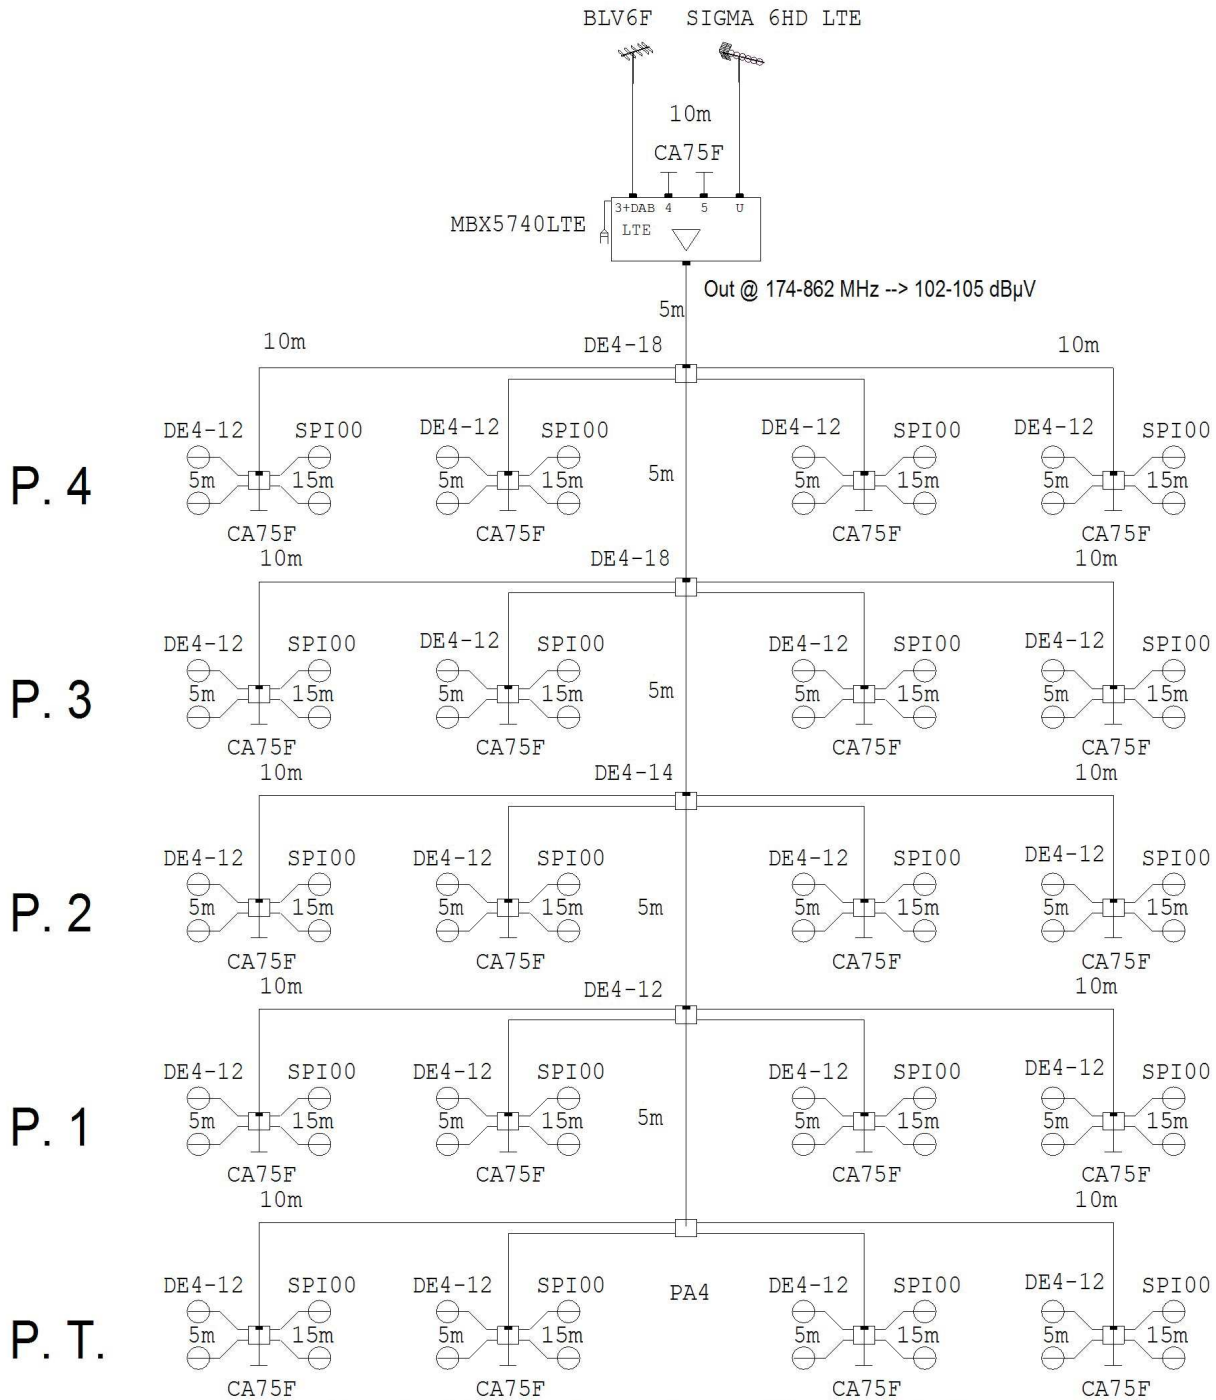 BLV6F SIGMA 6HD LTE
10m
CA75F
3+DAB 4 5 U
MBX5740LTE LTE
Out @ 174-862 MHz --> 102-105 dBµV
5m
10m DE4-18 10m
DE4-12 SPI00 DE4-12 SPI00 DE4-12 SPI00 DE4-12 SPI00
P. 4 5m 15m 5m 15m 5m 5m 15m 5m 15m
CA75F CA75F CA75F CA75F
10m DE4-18 10m
DE4-12 SPI00 DE4-12 SPI00 DE4-12 SPI00 DE4-12 SPI00
P. 3 5m 15m 5m 15m 5m 5m 15m 5m 15m
CA75F CA75F CA75F CA75F
10m DE4-14 10m
DE4-12 SPI00 DE4-12 SPI00 DE4-12 SPI00 DE4-12 SPI00
P. 2 5m 15m 5m 15m 5m 5m 15m 5m 15m
CA75F CA75F CA75F CA75F
10m DE4-12 10m
DE4-12 SPI00 DE4-12 SPI00 DE4-12 SPI00 DE4-12 SPI00
P. 1 5m 15m 5m 15m 5m 5m 15m 5m 15m
CA75F CA75F CA75F CA75F
10m 10m
DE4-12 SPI00 DE4-12 SPI00 PA4 DE4-12 SPI00 DE4-12 SPI00
P. T. 5m 15m 5m 15m 5m 15m 5m 15m
CA75F CA75F CA75F CA75F